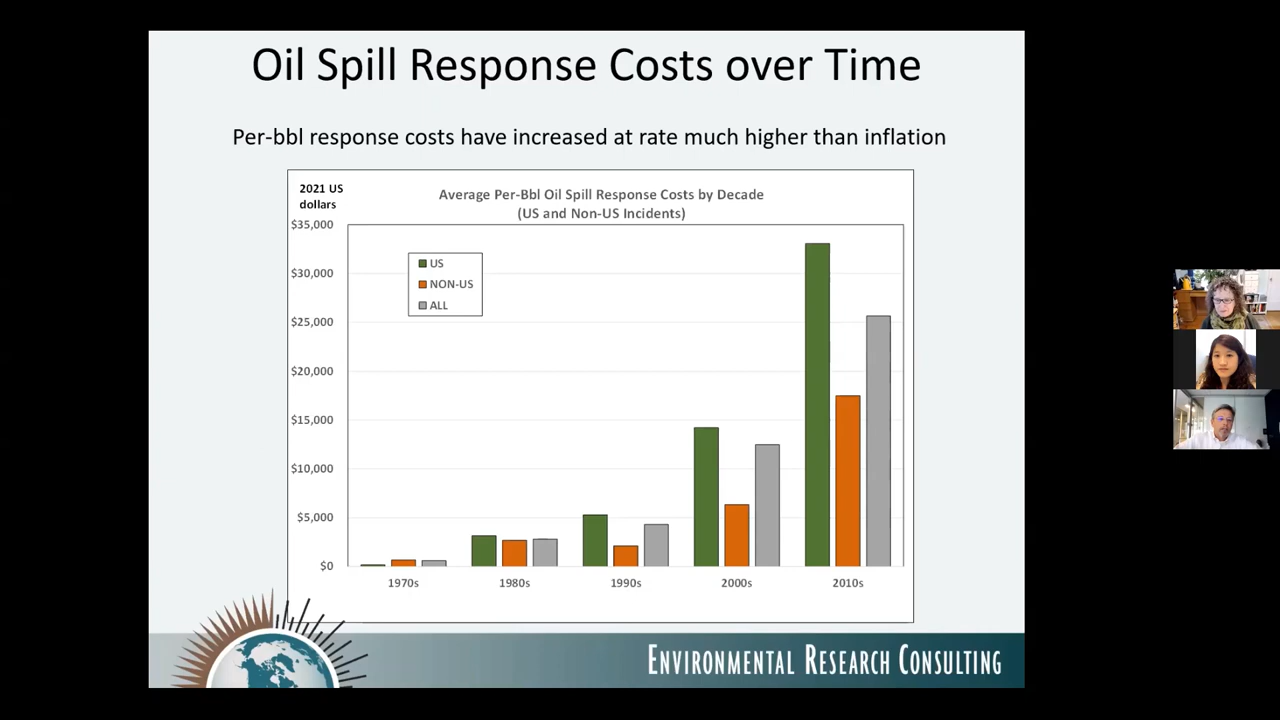 Oil Spill Response Costs over Time
Per-bbl response costs have increased at rate much higher than inflation
2021 US
dollars
Average Per-Bbl Oil Spill Response Costs by Decade
(US and Non-US Incidents)
$35,000
$30,000
$25,000
$20,000
$15,000
$10,000
$5,000
$0
US
NON-US
ALL
1970s 1980s 1990s 2000s 2010s
ENVIRONMENTAL RESEARCH CONSULTING